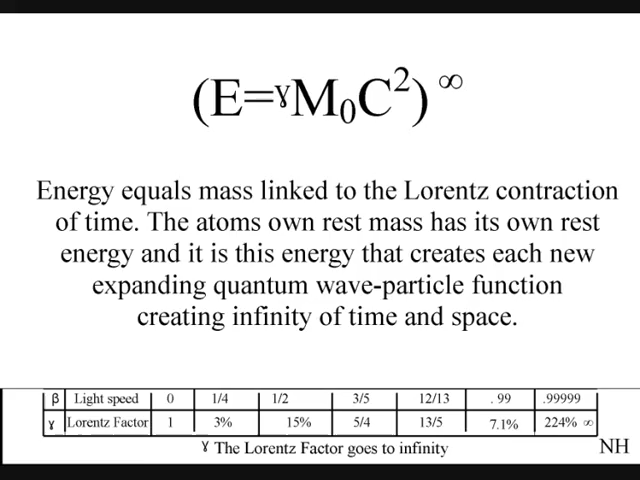 (E=ɣM₀C²)∞
Energy equals mass linked to the Lorentz contraction
of time. The atoms own rest mass has its own rest
energy and it is this energy that creates each new
expanding quantum wave-particle function
creating infinity of time and space.
β Light speed 0 1/4 1/2 3/5 12/13 . 99 .99999
ɣ Lorentz Factor 1 3% 15% 5/4 13/5 7.1% 224% ∞
ɣ The Lorentz Factor goes to infinity
NH